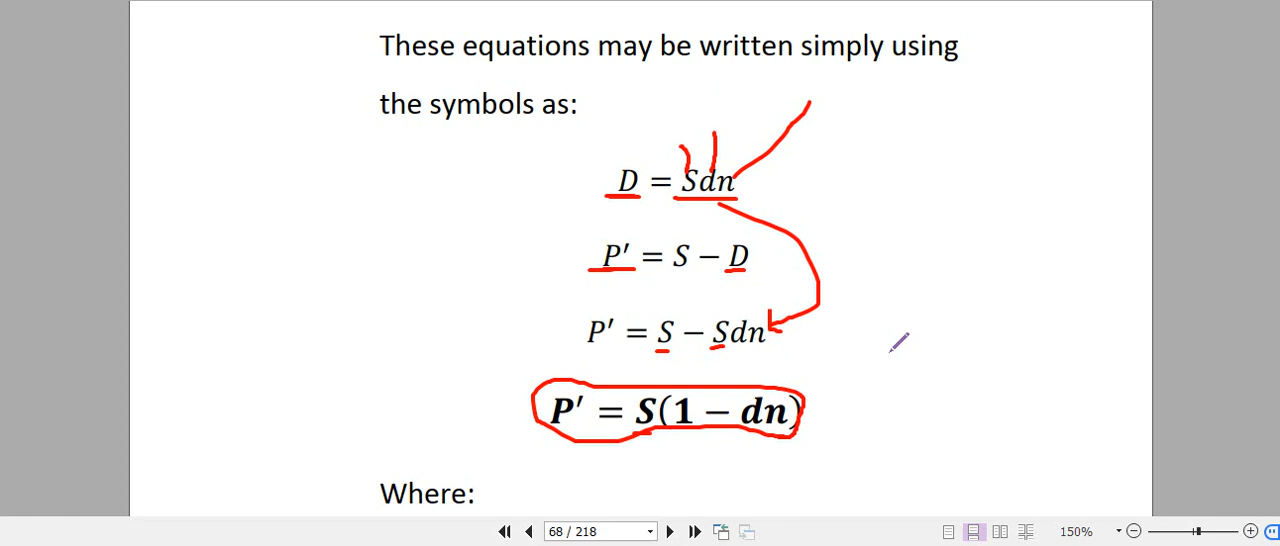 These equations may be written simply using
the symbols as:
D = Sdn
P′ = S − D
P′ = S − Sdn
P′ = S(1 − dn)
Where:
68 / 218
150%